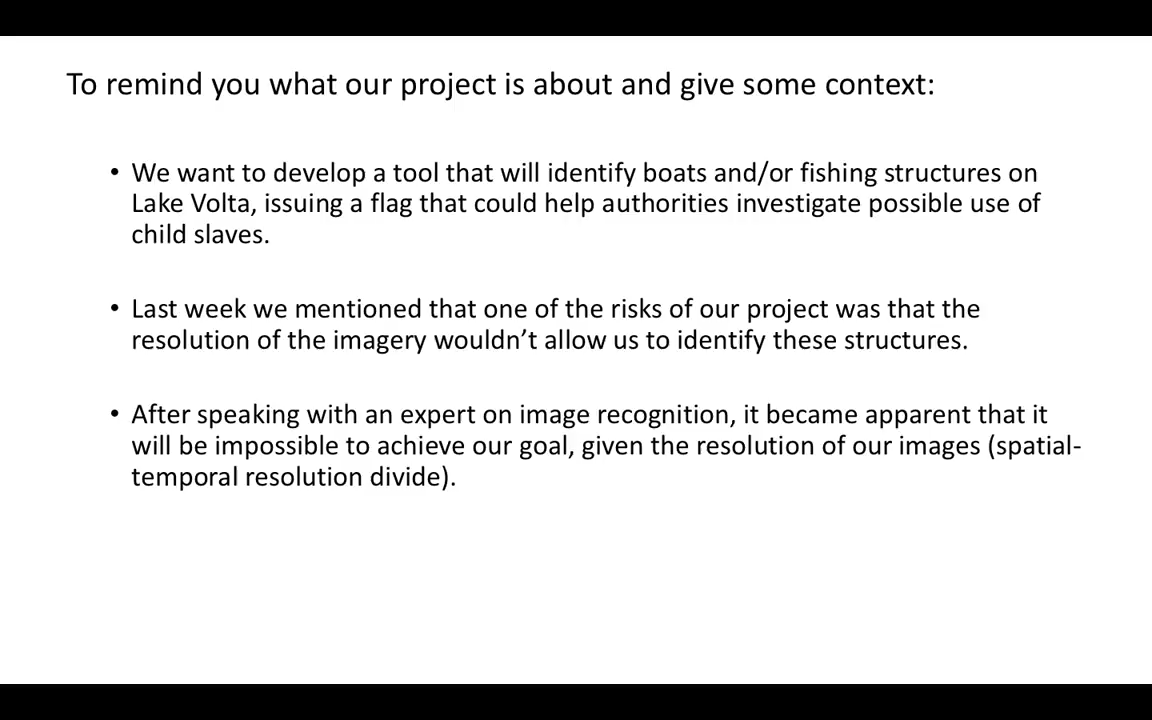 To remind you what our project is about and give some context:
• We want to develop a tool that will identify boats and/or fishing structures on
Lake Volta, issuing a flag that could help authorities investigate possible use of
child slaves.
• Last week we mentioned that one of the risks of our project was that the
resolution of the imagery wouldn’t allow us to identify these structures.
• After speaking with an expert on image recognition, it became apparent that it
will be impossible to achieve our goal, given the resolution of our images (spatial-
temporal resolution divide).